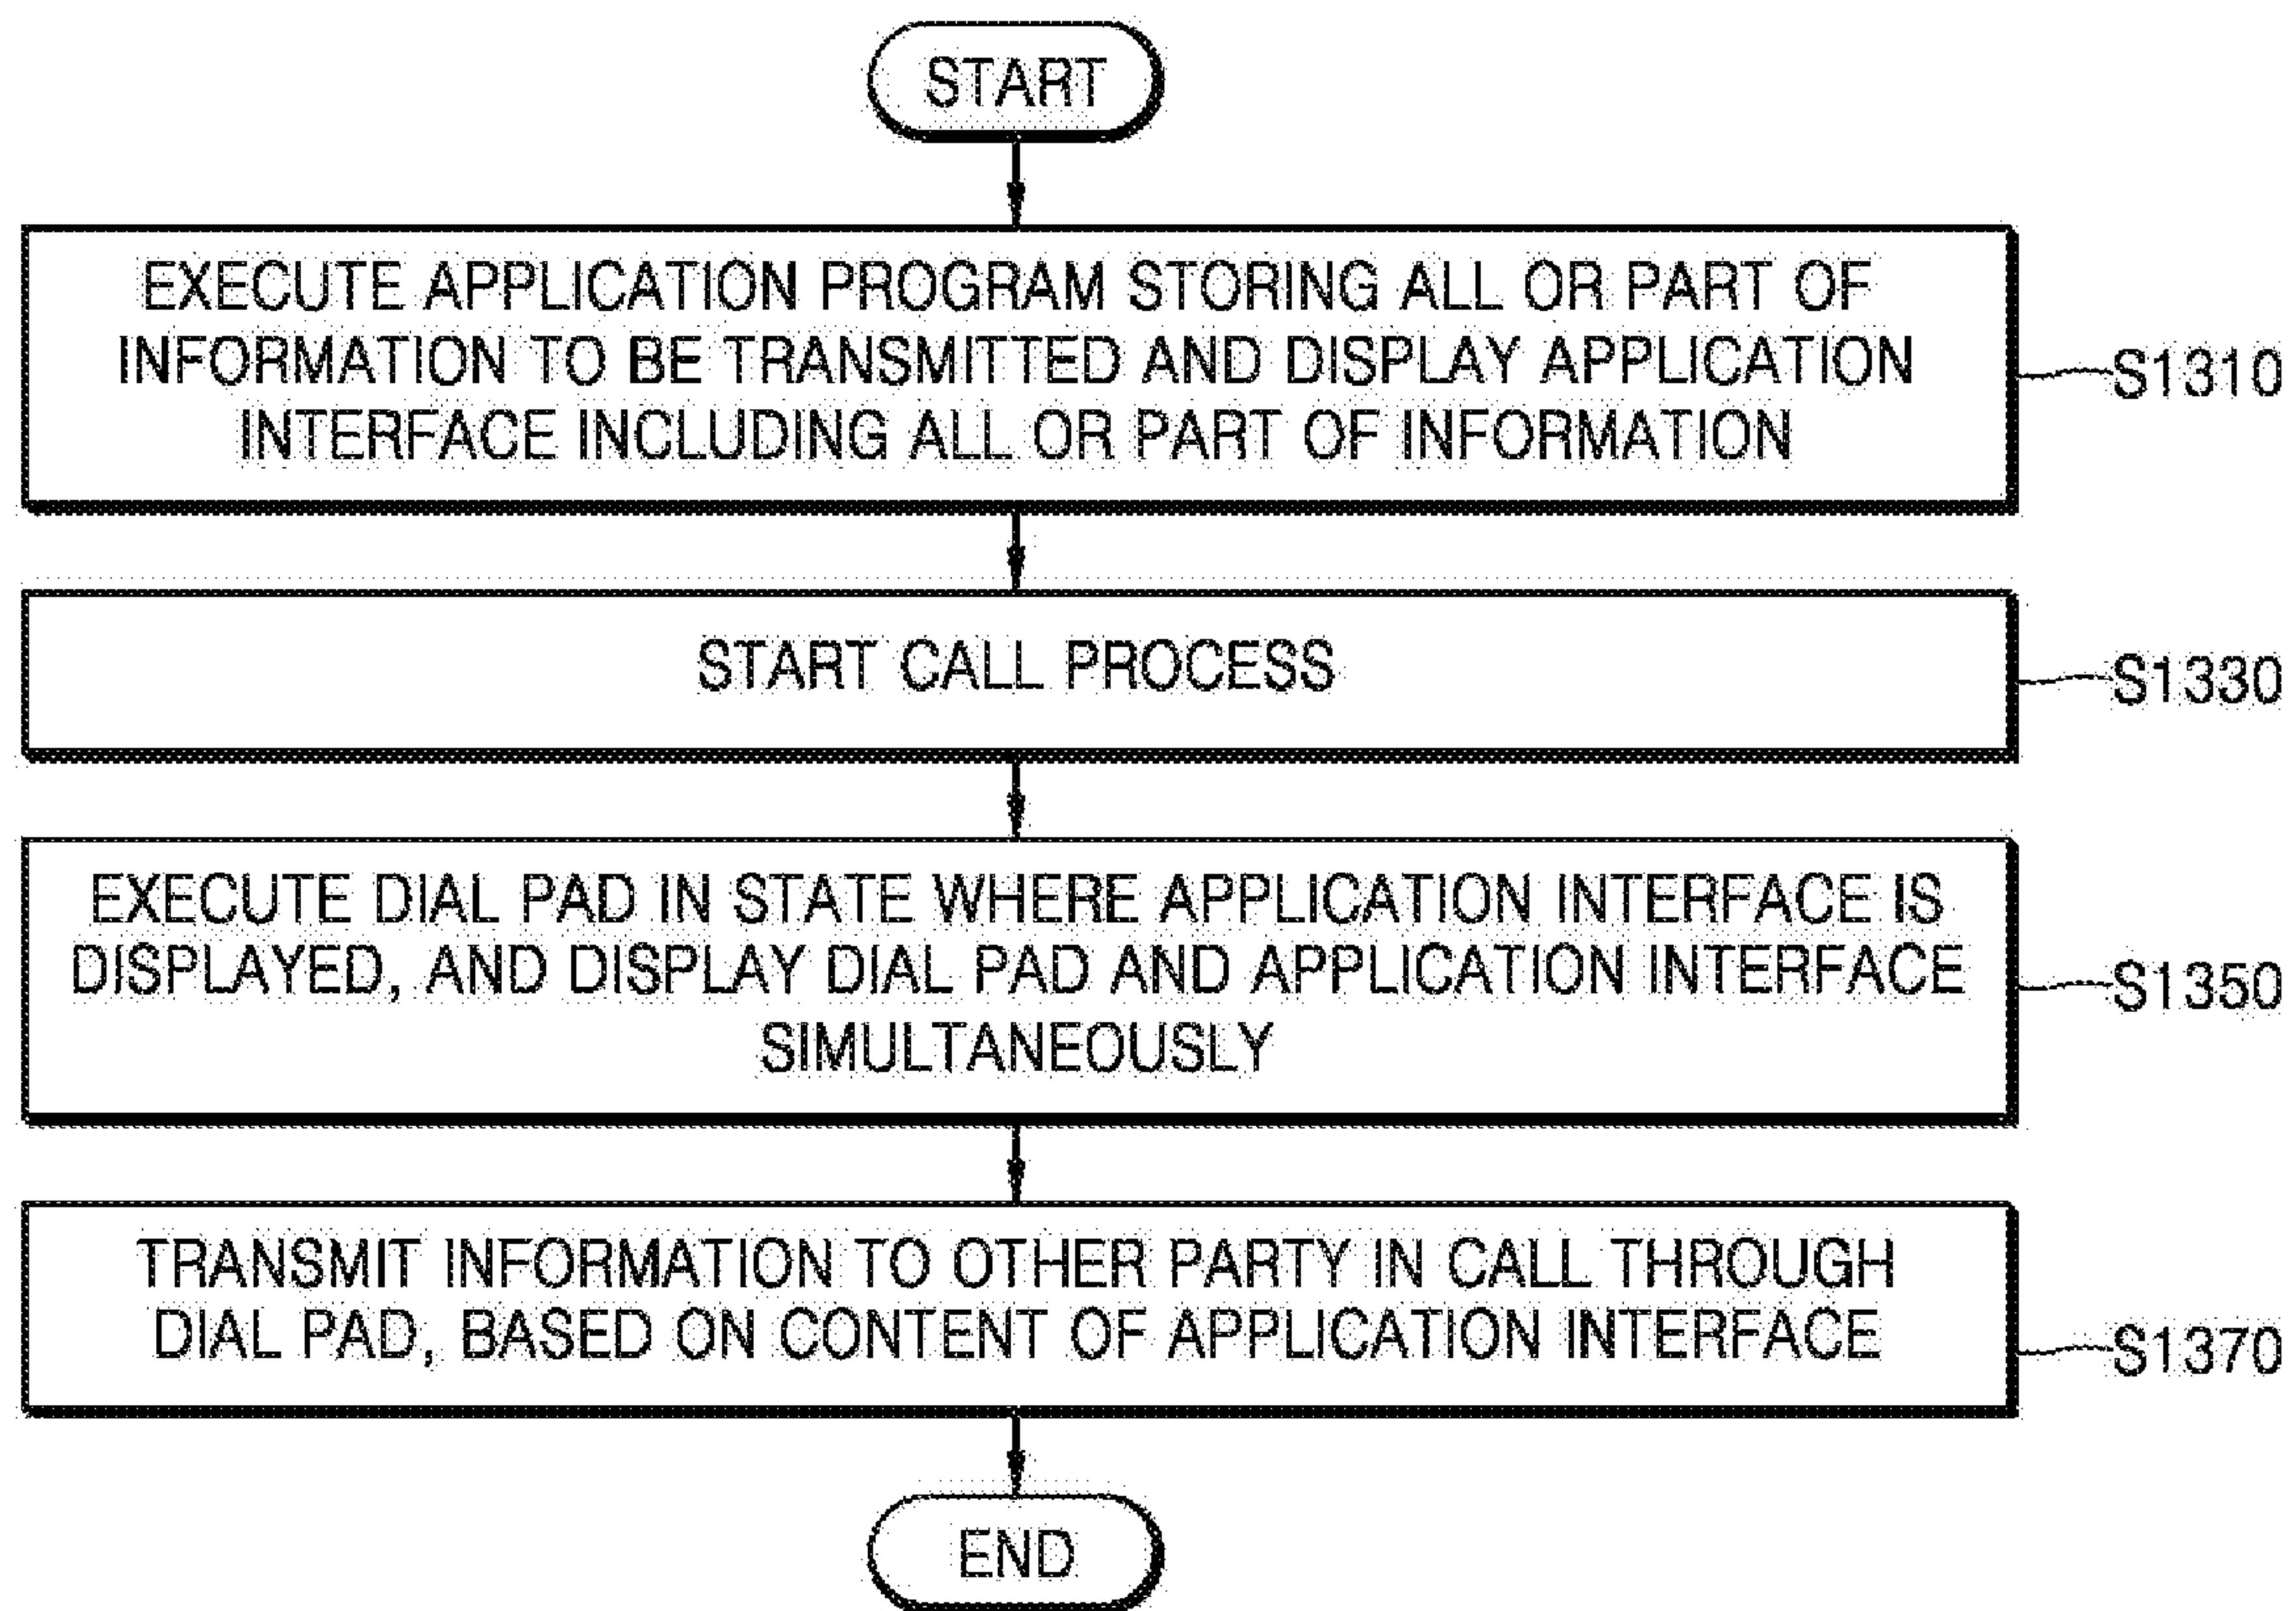 START
EXECUTE APPLICATION PROGRAM STORING ALL OR PART OF
INFORMATION TO BE TRANSMITTED AND DISPLAY APPLICATION
INTERFACE INCLUDING ALL OR PART OF INFORMATION
S1310
START CALL PROCESS
S1330
EXECUTE DIAL PAD IN STATE WHERE APPLICATION INTERFACE IS
DISPLAYED, AND DISPLAY DIAL PAD AND APPLICATION INTERFACE
SIMULTANEOUSLY
S1350
TRANSMIT INFORMATION TO OTHER PARTY IN CALL THROUGH
DIAL PAD, BASED ON CONTENT OF APPLICATION INTERFACE
S1370
END